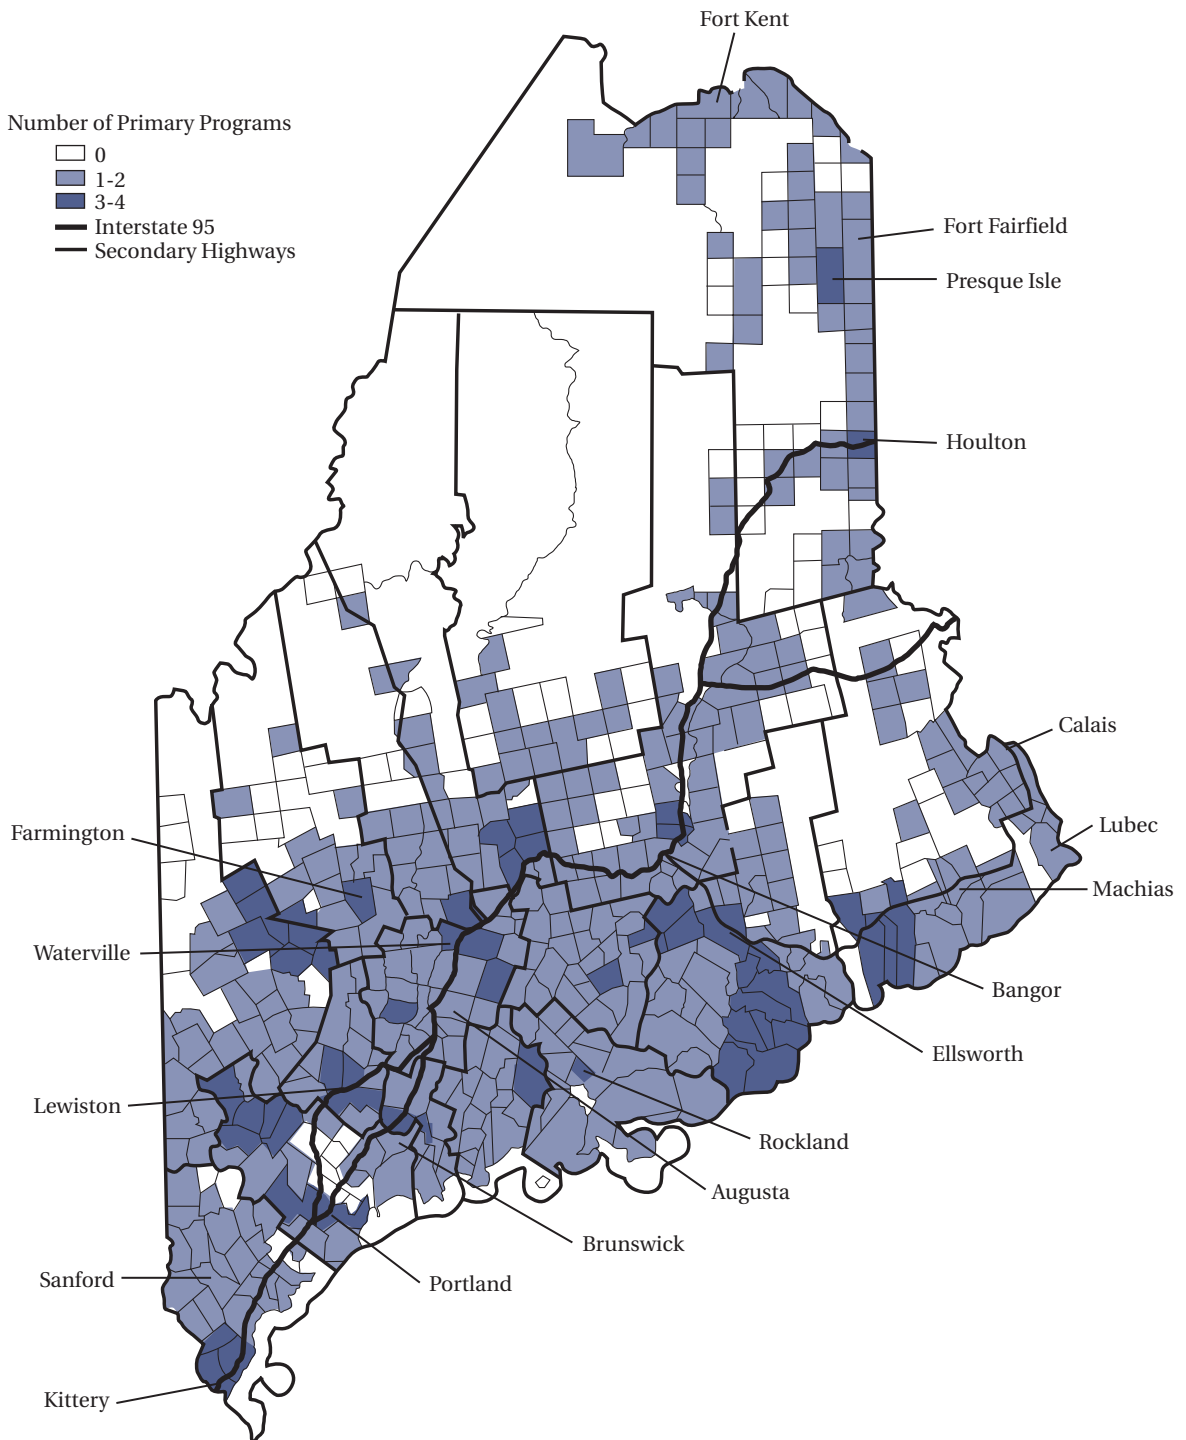 Fort Kent
Number of Primary Programs
0
1-2
3-4
Interstate 95
Secondary Highways
Fort Fairfield
Presque Isle
Houlton
Calais
Farmington
Lubec
Machias
Waterville
Bangor
Ellsworth
Lewiston
Rockland
Augusta
Brunswick
Sanford
Portland
Kittery